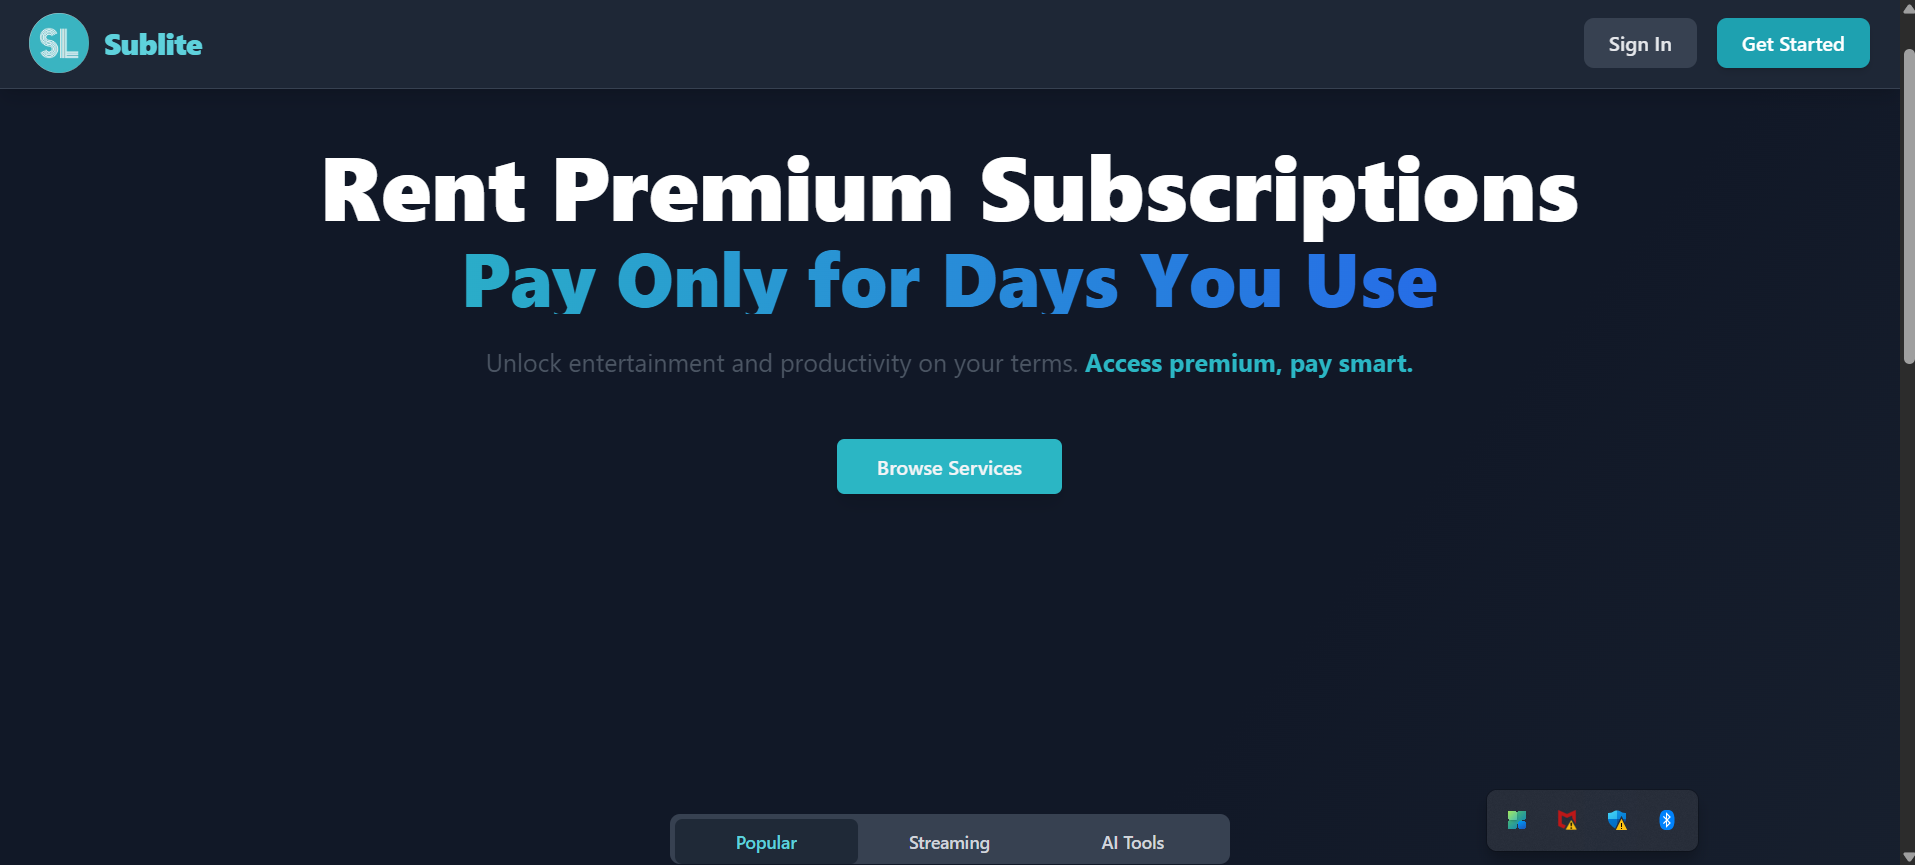 SL
Sublite
Sign In
Get Started
Rent Premium Subscriptions
Pay Only for Days You Use
Unlock entertainment and productivity on your terms. Access premium, pay smart.
Browse Services
Popular
Streaming
AI Tools